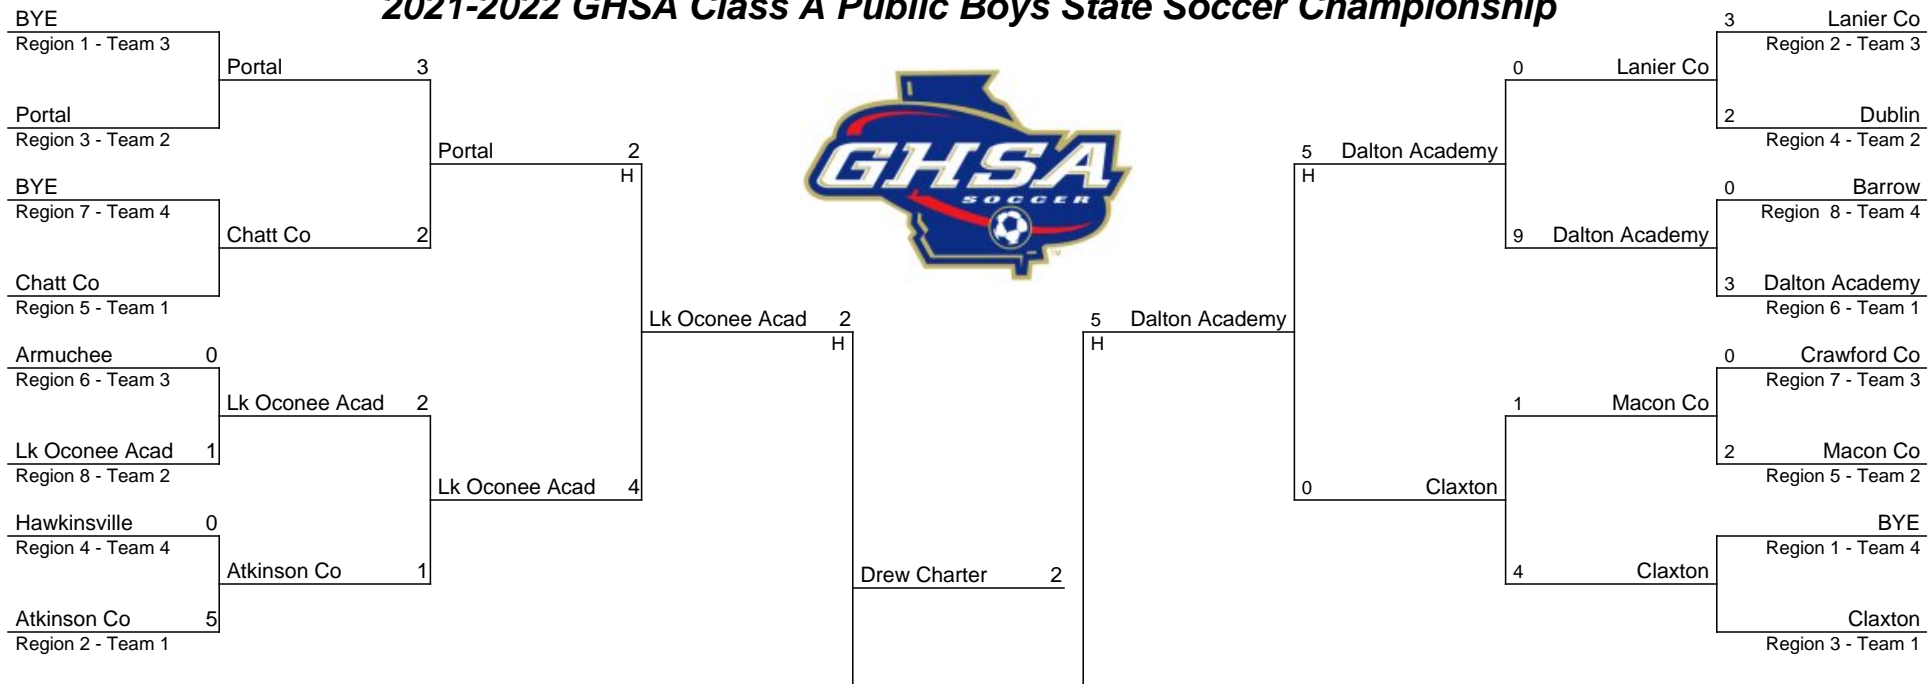 2021-2022 GHSA Class A Public Boys State Soccer Championship
BYE
Region 1 - Team 3
Portal 3
Portal
Region 3 - Team 2
Portal 2
H
BYE
Region 7 - Team 4
Chatt Co 2
Chatt Co
Region 5 - Team 1
Lk Oconee Acad 2
H
Armuchee 0
Region 6 - Team 3
Lk Oconee Acad 2
Lk Oconee Acad 1
Region 8 - Team 2
Lk Oconee Acad 4
Hawkinsville 0
Region 4 - Team 4
Atkinson Co 1
Atkinson Co 5
Region 2 - Team 1
Drew Charter 2
GHSA
SOCCER
TM
3 Lanier Co
Region 2 - Team 3
0 Lanier Co
2 Dublin
Region 4 - Team 2
5 Dalton Academy
H
0 Barrow
Region 8 - Team 4
9 Dalton Academy
3 Dalton Academy
Region 6 - Team 1
5 Dalton Academy
H
0 Crawford Co
Region 7 - Team 3
1 Macon Co
2 Macon Co
Region 5 - Team 2
0 Claxton
BYE
Region 1 - Team 4
4 Claxton
Claxton
Region 3 - Team 1